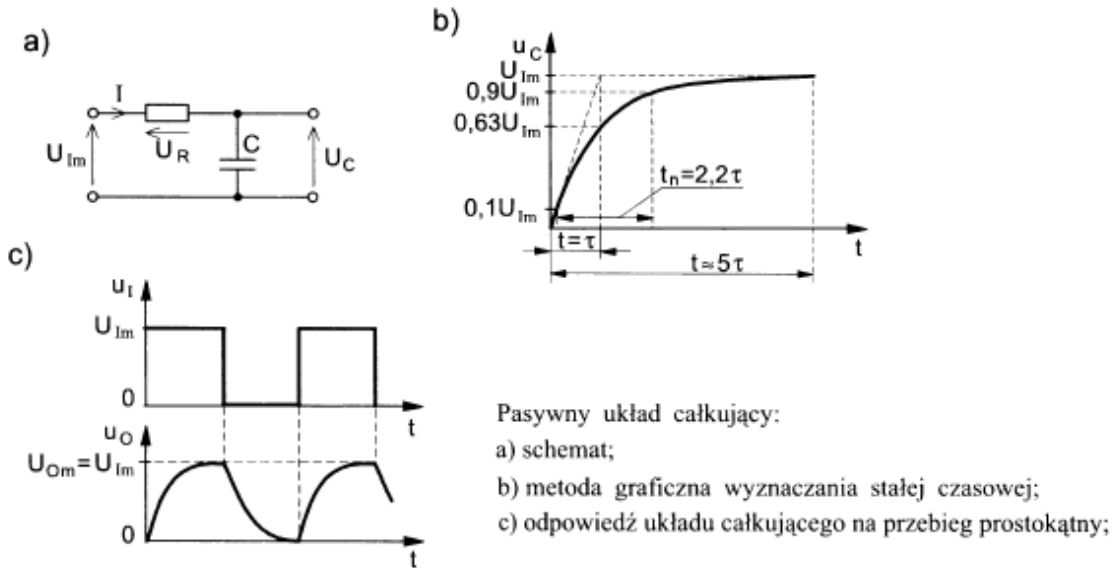 a)
I
U_Im
U_R
C
U_C
b)
u_C
U_Im
0,9U_Im
0,63U_Im
0,1U_Im
t_n=2,2τ
t=τ
t
t≈5τ
c)
u_I
U_Im
0
t
u_O
U_Om=U_Im
0
t
Pasywny układ całkujący:
a) schemat;
b) metoda graficzna wyznaczania stałej czasowej;
c) odpowiedź układu całkującego na przebieg prostokątny;